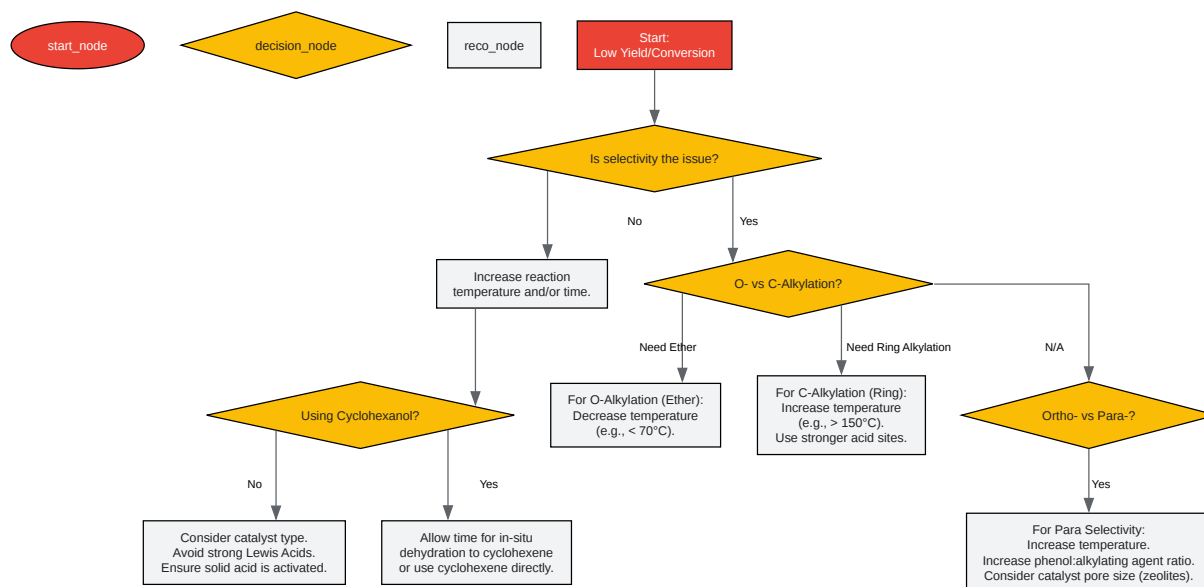 start_node
decision_node
reco_node
Start:
Low Yield/Conversion
Is selectivity the issue?
No
Yes
Increase reaction
temperature and/or time.
O- vs C-Alkylation?
Need Ether
Need Ring Alkylation
N/A
Using Cyclohexanol?
For O-Alkylation (Ether):
Decrease temperature
(e.g., < 70°C).
For C-Alkylation (Ring):
Increase temperature
(e.g., > 150°C).
Use stronger acid sites.
Ortho- vs Para-?
No
Yes
Yes
Consider catalyst type.
Avoid strong Lewis Acids.
Ensure solid acid is activated.
Allow time for in-situ
dehydration to cyclohexene
or use cyclohexene directly.
For Para Selectivity:
Increase temperature.
Increase phenol:alkylating agent ratio.
Consider catalyst pore size (zeolites).